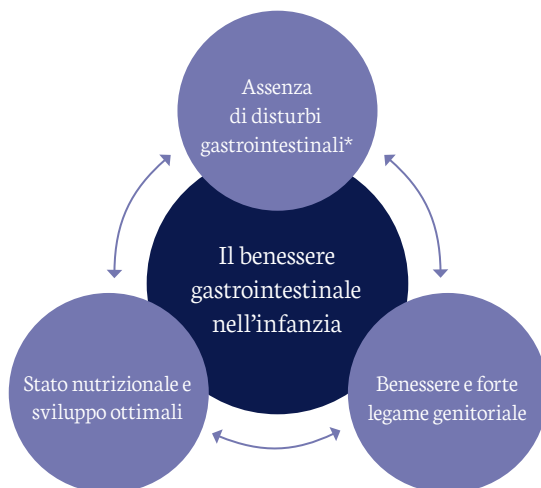 Assenza
di disturbi
gastrointestinali*
Il benessere
gastrointestinale
nell'infanzia
Stato nutrizionale e
sviluppo ottimali
Benessere e forte
legame genitoriale